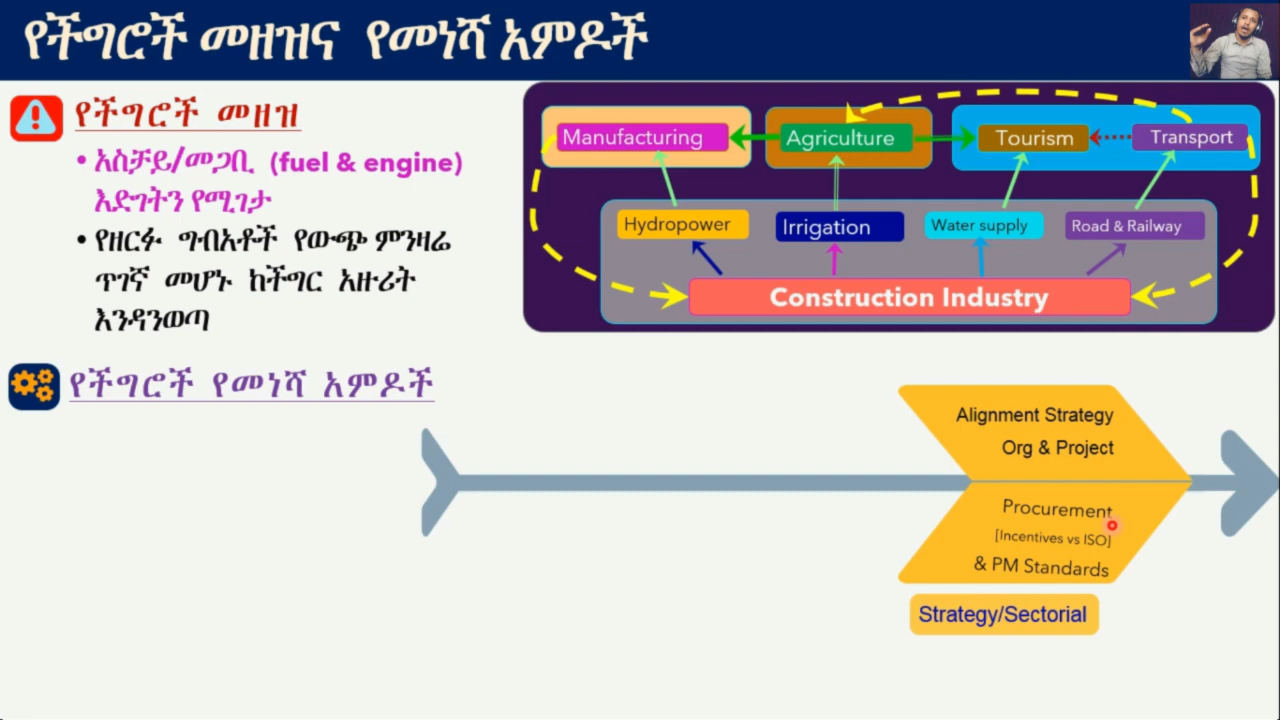 የችግሮች መዘዝና የመነሻ አምዶች
የችግሮች መዘዝ
• አስቻይ/መጋቢ (fuel & engine)
እድገትን የሚገታ
• የዘርፉ ግብአቶች የውጭ ምንዛሬ
ጥገኛ መሆኑ ከችግር አዙሪት
እንዳንወጣ
Manufacturing
Agriculture
Tourism
Transport
Hydropower
Irrigation
Water supply
Road & Railway
Construction Industry
የችግሮች የመነሻ አምዶች
Alignment Strategy
Org & Project
Procurement
[Incentives vs ISO]
& PM Standards
Strategy/Sectorial